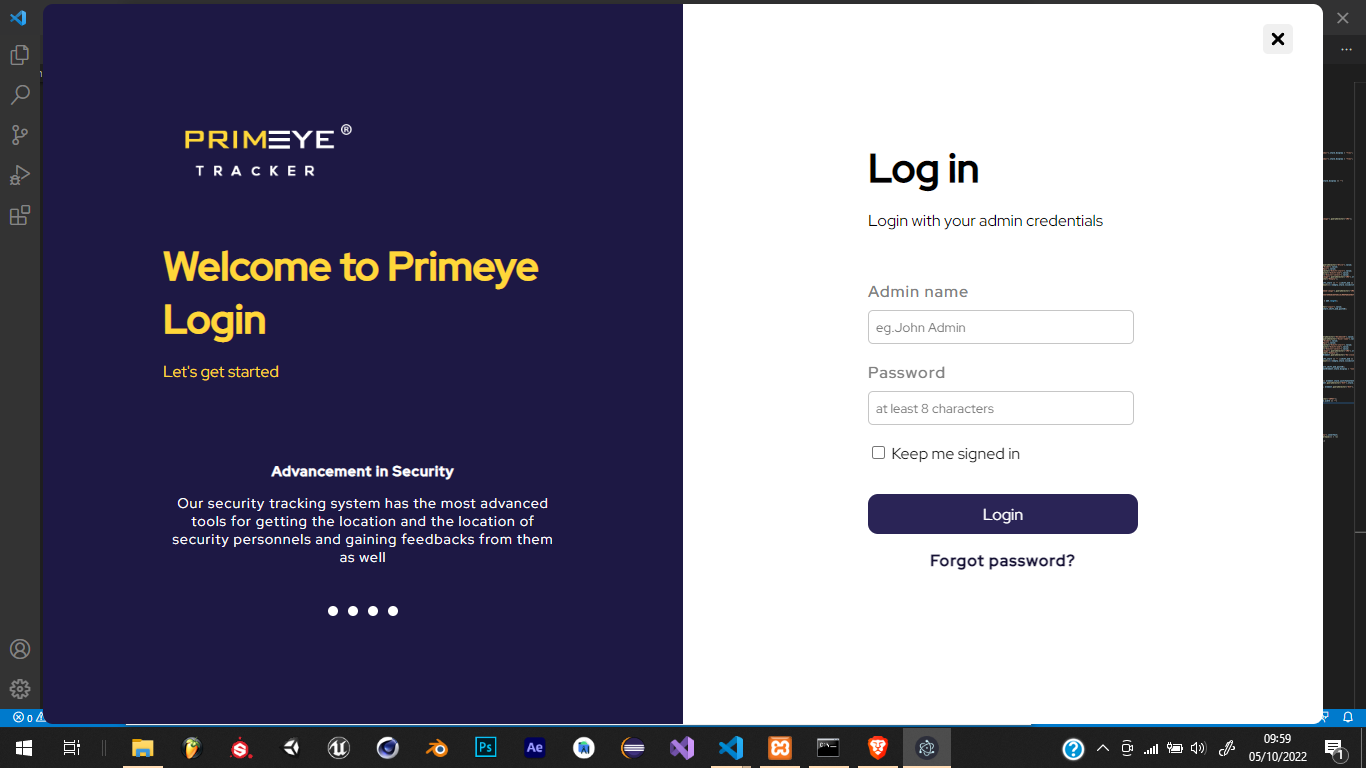 PRIMEYE ®
TRACKER
Welcome to Primeye
Login
Let's get started
Advancement in Security
Our security tracking system has the most advanced
tools for getting the location and the location of
security personnels and gaining feedbacks from them
as well
Log in
Login with your admin credentials
Admin name
eg.John Admin
Password
at least 8 characters
Keep me signed in
Login
Forgot password?
0
Ps
Ae
09:59
05/10/2022
1